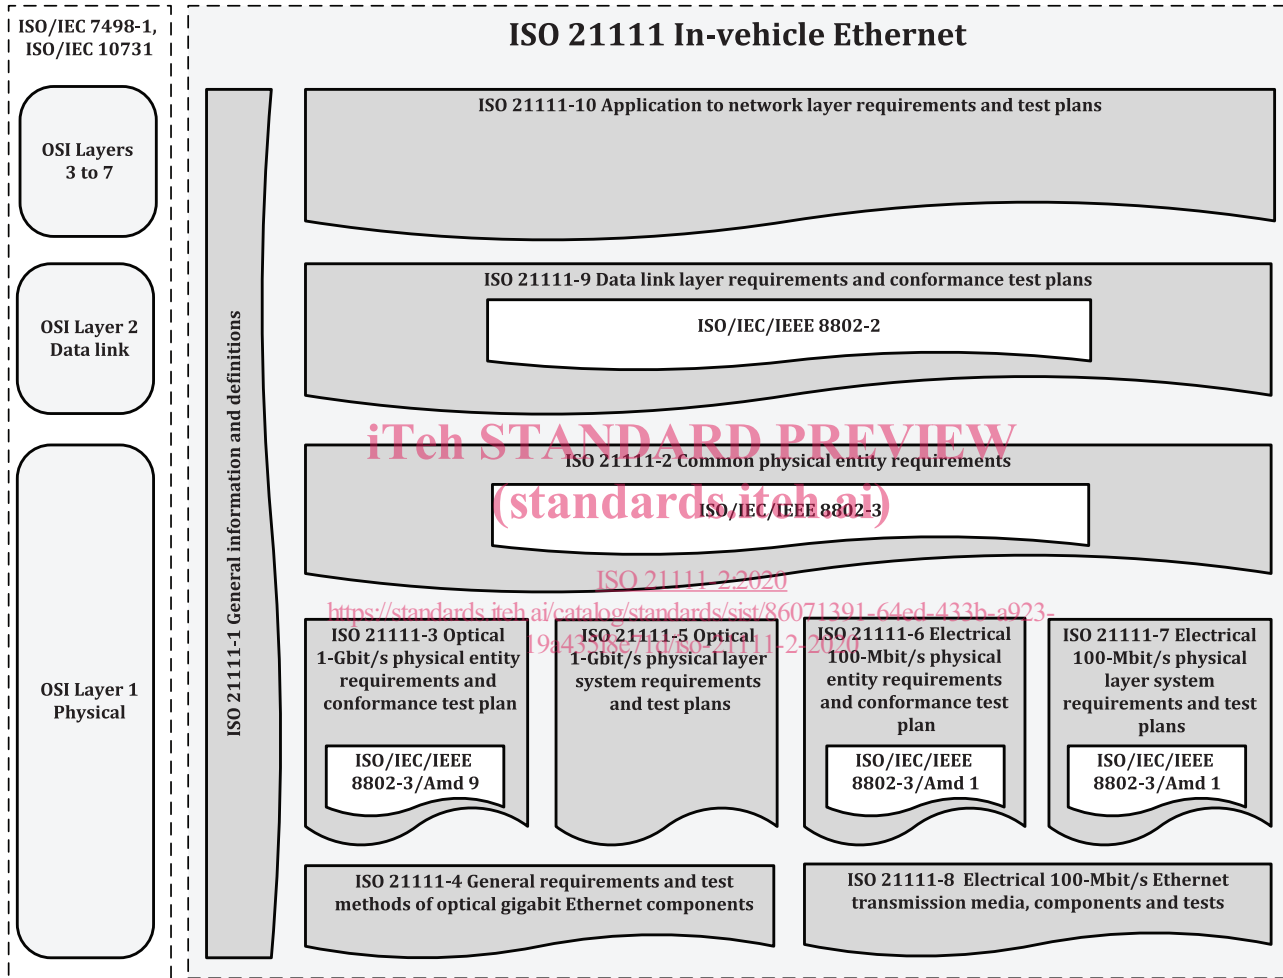 ISO/IEC 7498-1,
ISO/IEC 10731
OSI Layers
3 to 7
OSI Layer 2
Data link
OSI Layer 1
Physical
ISO 21111 In-vehicle Ethernet
ISO 21111-1 General information and definitions
ISO 21111-10 Application to network layer requirements and test plans
ISO 21111-9 Data link layer requirements and conformance test plans
ISO/IEC/IEEE 8802-2
iTeh STANDARD PREVIEW
ISO 21111-2 Common physical entity requirements
(standards.iteh.ai)
ISO/IEC/IEEE 8802-3
ISO 21111-2:2020
https://standards.iteh.ai/catalog/standards/sist/86071391-64ed-433b-a923-
19a435f8e71d/iso-21111-2-2020
ISO 21111-3 Optical
1-Gbit/s physical entity
requirements and
conformance test plan
ISO/IEC/IEEE
8802-3/Amd 9
ISO 21111-5 Optical
1-Gbit/s physical layer
system requirements
and test plans
ISO 21111-6 Electrical
100-Mbit/s physical
entity requirements
and conformance test
plan
ISO/IEC/IEEE
8802-3/Amd 1
ISO 21111-7 Electrical
100-Mbit/s physical
layer system
requirements and test
plans
ISO/IEC/IEEE
8802-3/Amd 1
ISO 21111-4 General requirements and test
methods of optical gigabit Ethernet components
ISO 21111-8 Electrical 100-Mbit/s Ethernet
transmission media, components and tests